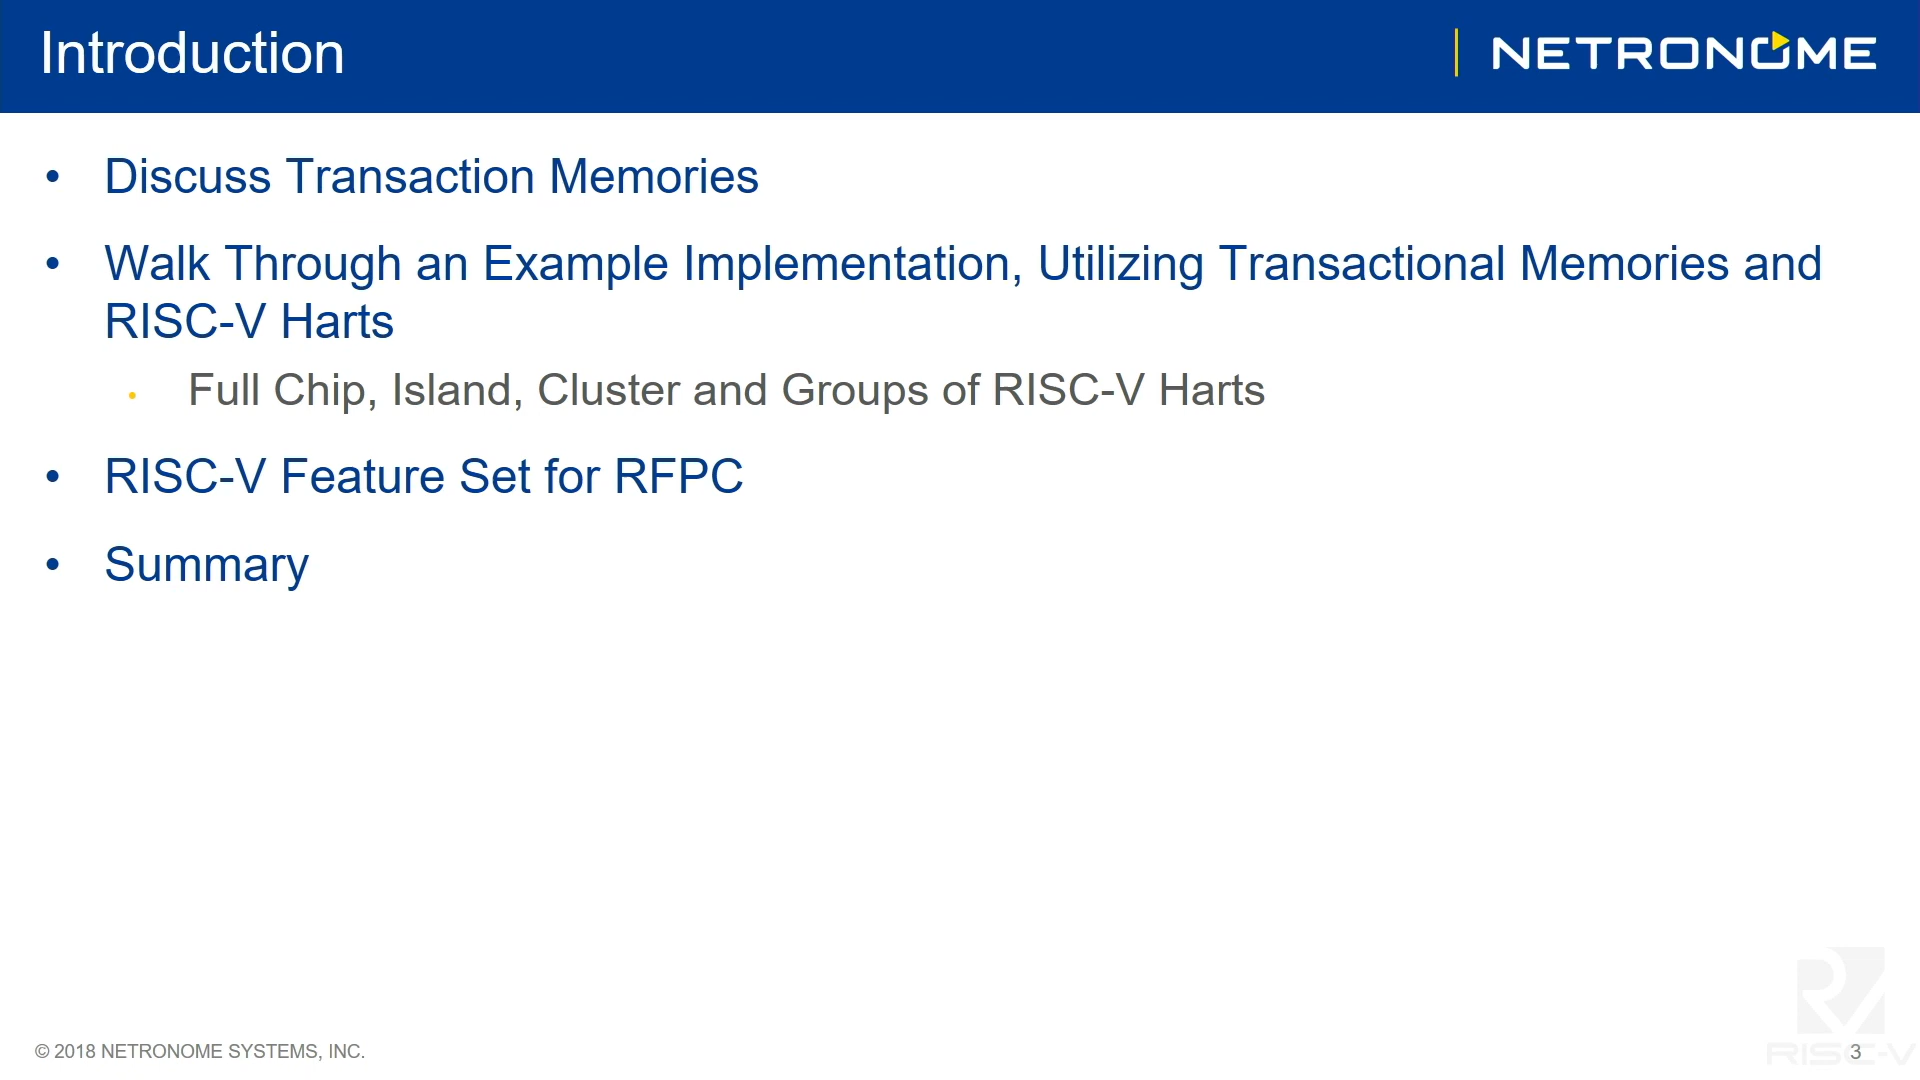 Introduction
NETRONOME
• Discuss Transaction Memories
• Walk Through an Example Implementation, Utilizing Transactional Memories and
RISC-V Harts
• Full Chip, Island, Cluster and Groups of RISC-V Harts
• RISC-V Feature Set for RFPC
• Summary
© 2018 NETRONOME SYSTEMS, INC.
RISC-V
3